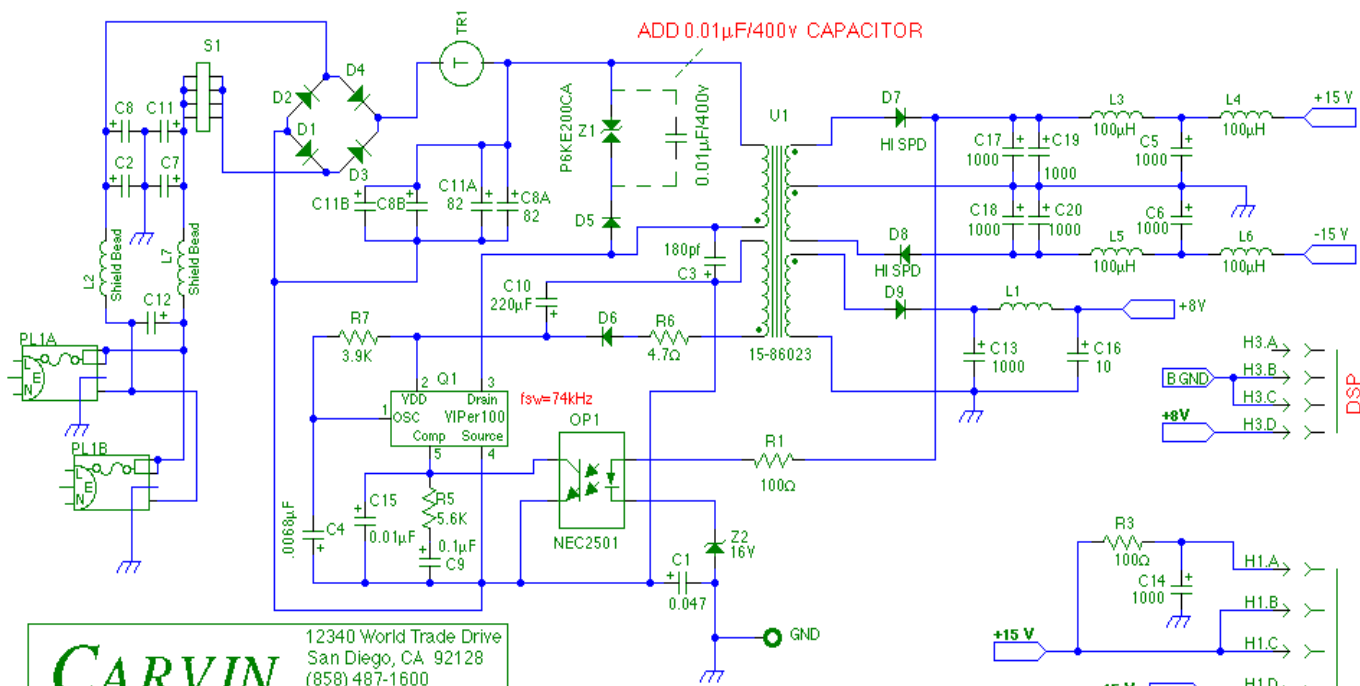 ADD 0.01µF/400v CAPACITOR
TR1
T
S1
D4
D2
D1
D3
C8
C11
C2
C7
P6KE200CA
Z1
0.01µF/400v
D5
U1
D7
HI SPD
L3
100µH
L4
100µH
+15 V
C17
1000
C19
1000
C5
1000
C11B
C8B
C11A
82
C8A
82
C18
1000
C20
1000
C6
1000
D8
HI SPD
L5
100µH
L6
100µH
-15 V
L2
Shield Bead
L7
Shield Bead
180pf
C3
C10
220µF
D9
L1
+8V
C12
R7
3.9K
D6
R6
4.7Ω
15-86023
C13
1000
C16
10
PL1A
L
E
N
H3.A
B GND
H3.B
H3.C
+8V
H3.D
DSP
2
Q1
3
VDD
Drain
1
OSC
VIPer100
Comp
Source
5
4
fsw=74kHz
OP1
NEC2501
R1
100Ω
PL1B
L
E
N
.0068µF
C4
C15
0.01µF
R5
5.6K
0.1µF
C9
Z2
16V
C1
0.047
GND
R3
100Ω
C14
1000
H1.A
H1.B
+15 V
H1.C
H1.D
CARVIN
12340 World Trade Drive
San Diego, CA 92128
(858) 487-1600